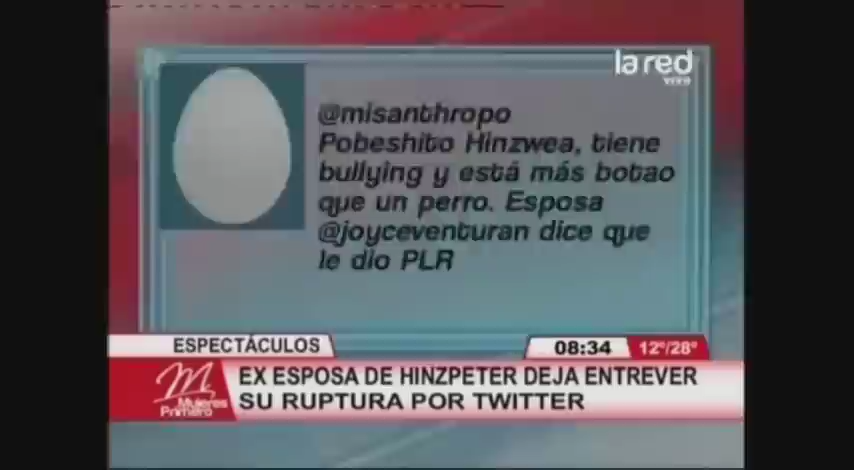 la red
VIVO
@misanthropo
Pobeshito Hinzwea, tiene
bullying y está más botao
que un perro. Esposa
@joyceventuran dice que
le dio PLR
ESPECTÁCULOS
08:34
12°/28°
M
Mujeres
Primero
EX ESPOSA DE HINZPETER DEJA ENTREVER
SU RUPTURA POR TWITTER